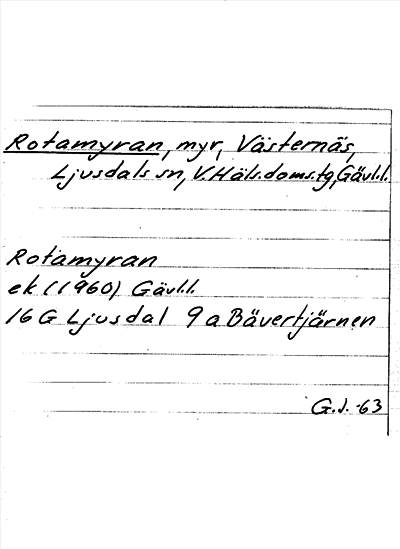 Rotamyran, myr, Västernäs,
Ljusdals sn, V. Häls. doms. tg, Gävl.l.
Rotamyran
ek (1960) Gävl.l.
16 G Ljusdal 9 a Bävertjärnen
G.J. -63